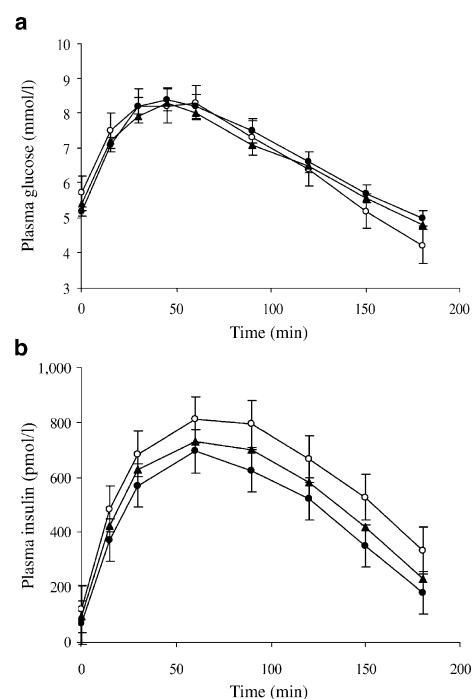 a
Plasma glucose (mmol/l)
10
9
8
7
6
5
4
3
0 50 100 150 200
Time (min)
b
Plasma insulin (pmol/l)
1,000
800
600
400
200
0
0 50 100 150 200
Time (min)